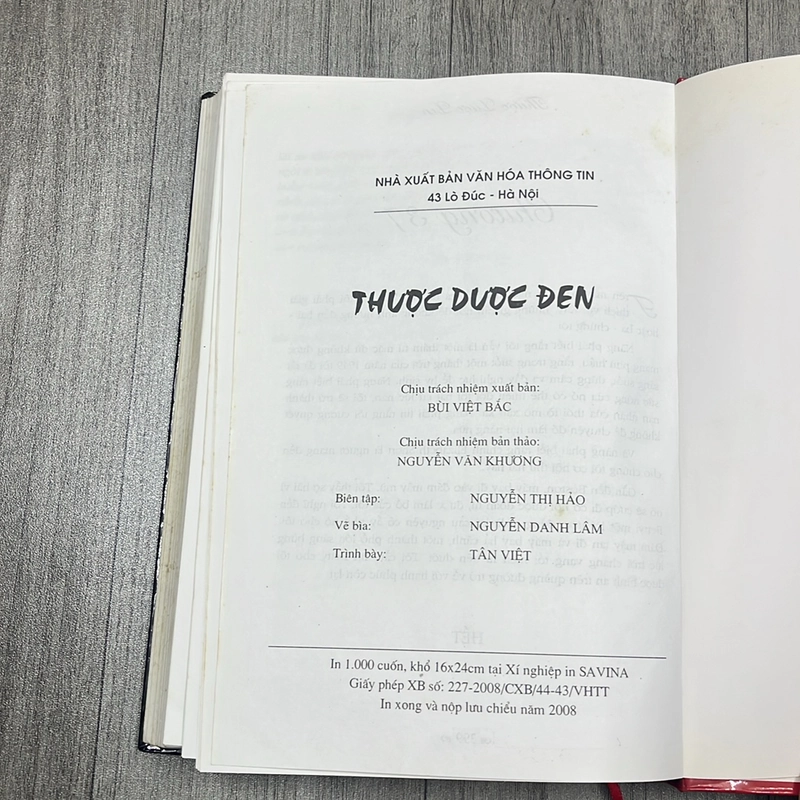 NHÀ XUẤT BẢN VĂN HÓA THÔNG TIN
43 Lò Đúc - Hà Nội
THƯỢC DƯỢC ĐEN
Chịu trách nhiệm xuất bản:
BÙI VIỆT BẮC
Chịu trách nhiệm bản thảo:
NGUYỄN VĂN KHƯƠNG
Biên tập: NGUYỄN THỊ HẢO
Vẽ bìa: NGUYỄN DANH LÂM
Trình bày: TÂN VIỆT
In 1.000 cuốn, khổ 16x24cm tại Xí nghiệp in SAVINA
Giấy phép XB số: 227-2008/CXB/44-43/VHTT
In xong và nộp lưu chiểu năm 2008